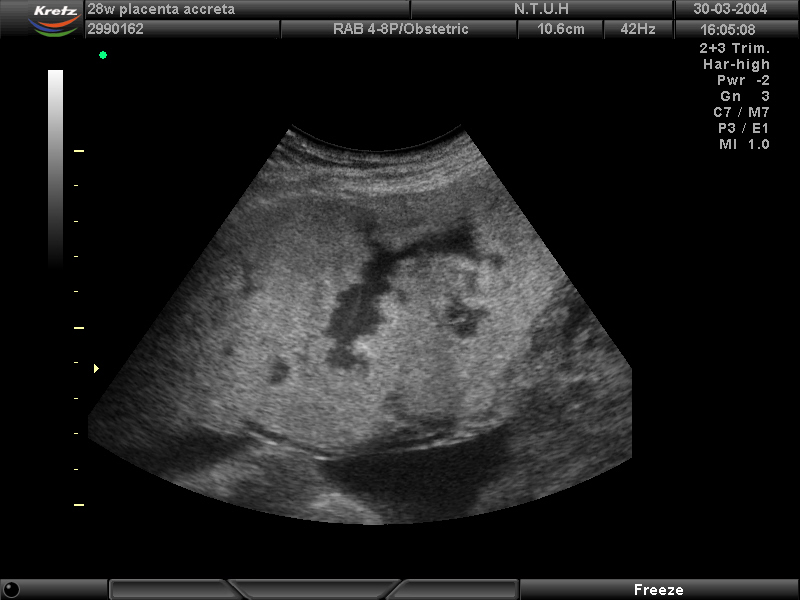 Kretz
28w placenta accreta N.T.U.H 30-03-2004
2990162 RAB 4-8P/Obstetric 10.6cm 42Hz 16:05:08
2+3 Trim.
Har-high
Pwr -2
Gn 3
C7 / M7
P3 / E1
MI 1.0
Freeze